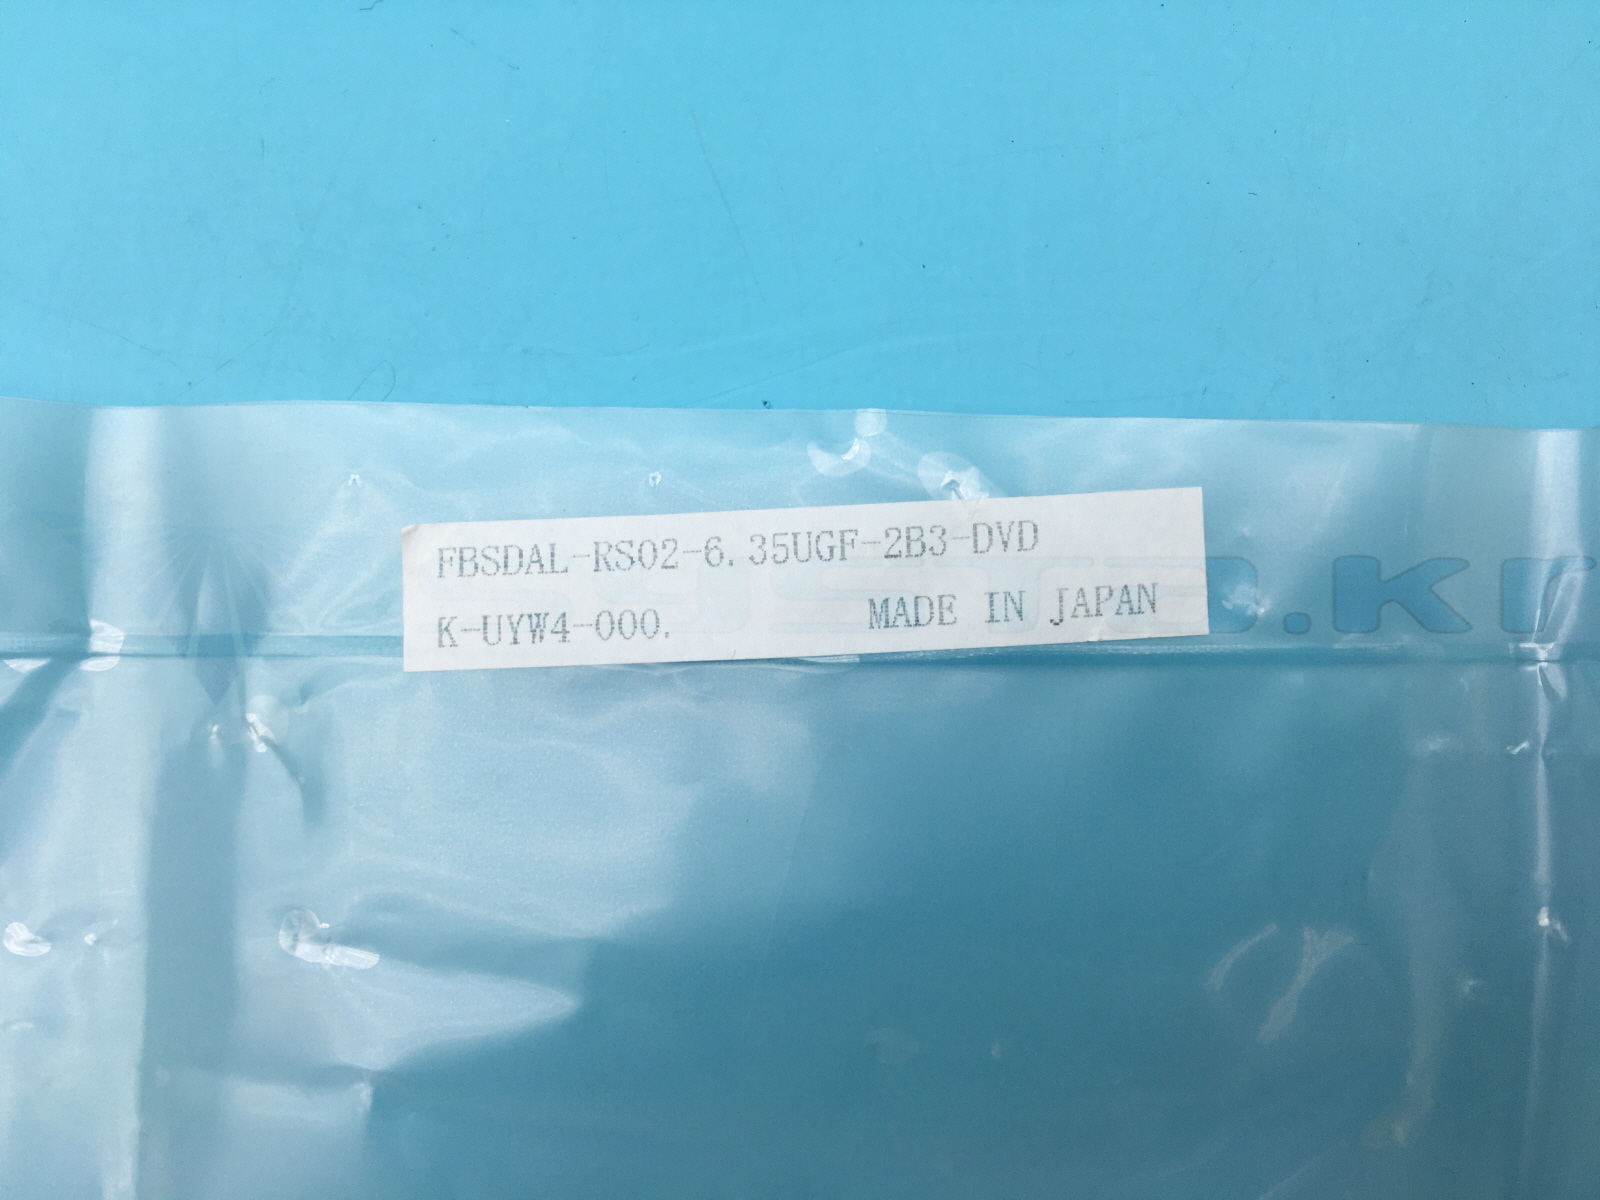 FBSDAL-RS02-6.35UGF-2B3-DVD
K-UYW4-000. MADE IN JAPAN